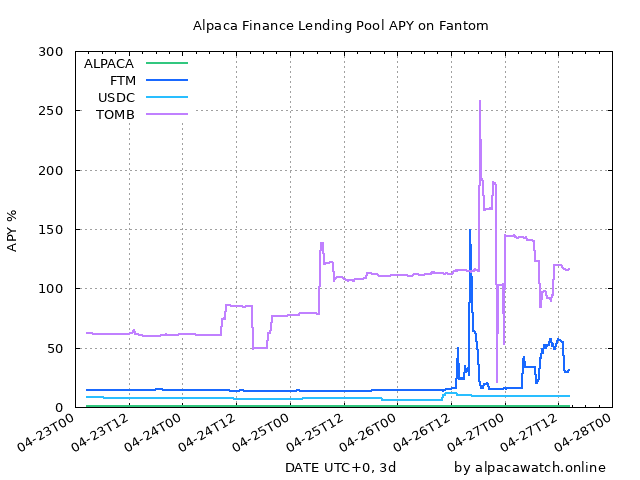 Alpaca Finance Lending Pool APY on Fantom
300
250
200
150
100
50
0
APY %
ALPACA
FTM
USDC
TOMB
04-23T00
04-23T12
04-24T00
04-24T12
04-25T00
04-25T12
04-26T00
04-26T12
04-27T00
04-27T12
04-28T00
DATE UTC+0, 3d
by alpacawatch.online